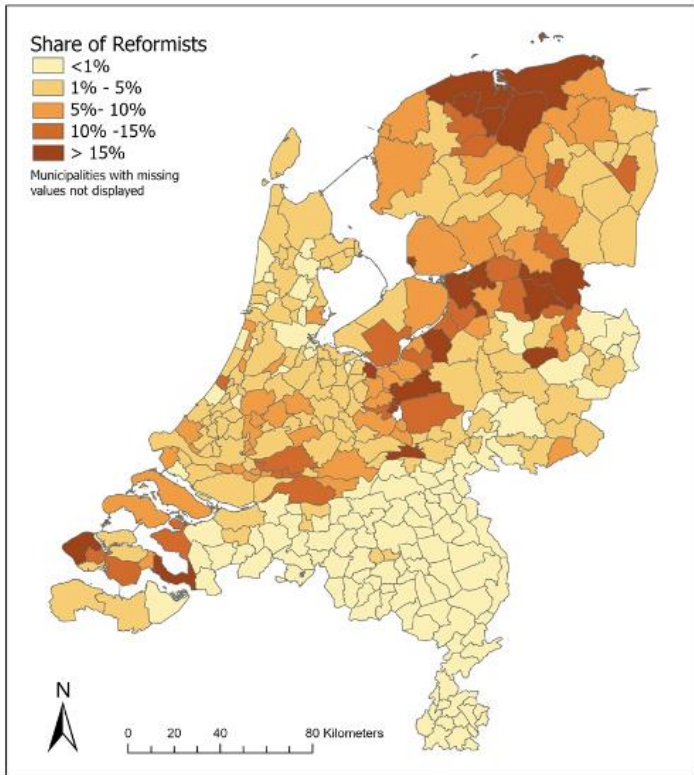 Share of Reformists
<1%
1% - 5%
5%- 10%
10% -15%
> 15%
Municipalities with missing
values not displayed
N
0 20 40 80 Kilometers